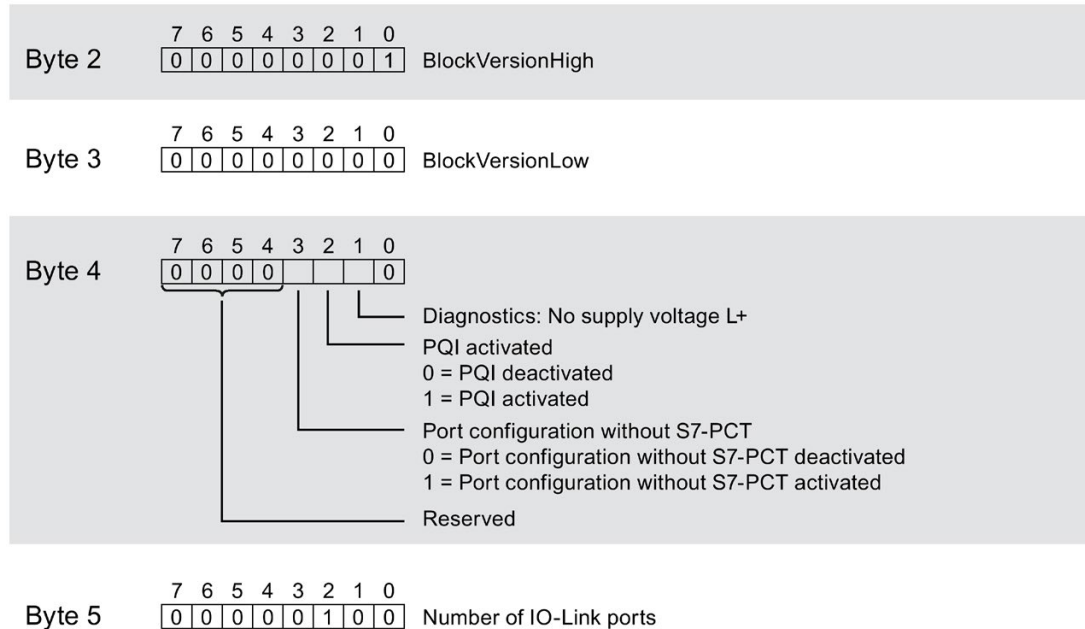 7 6 5 4 3 2 1 0
Byte 2 0 0 0 0 0 0 0 1 BlockVersionHigh
7 6 5 4 3 2 1 0
Byte 3 0 0 0 0 0 0 0 0 BlockVersionLow
7 6 5 4 3 2 1 0
Byte 4 0 0 0 0 0
Diagnostics: No supply voltage L+
PQI activated
0 = PQI deactivated
1 = PQI activated
Port configuration without S7-PCT
0 = Port configuration without S7-PCT deactivated
1 = Port configuration without S7-PCT activated
Reserved
7 6 5 4 3 2 1 0
Byte 5 0 0 0 0 0 1 0 0 Number of IO-Link ports